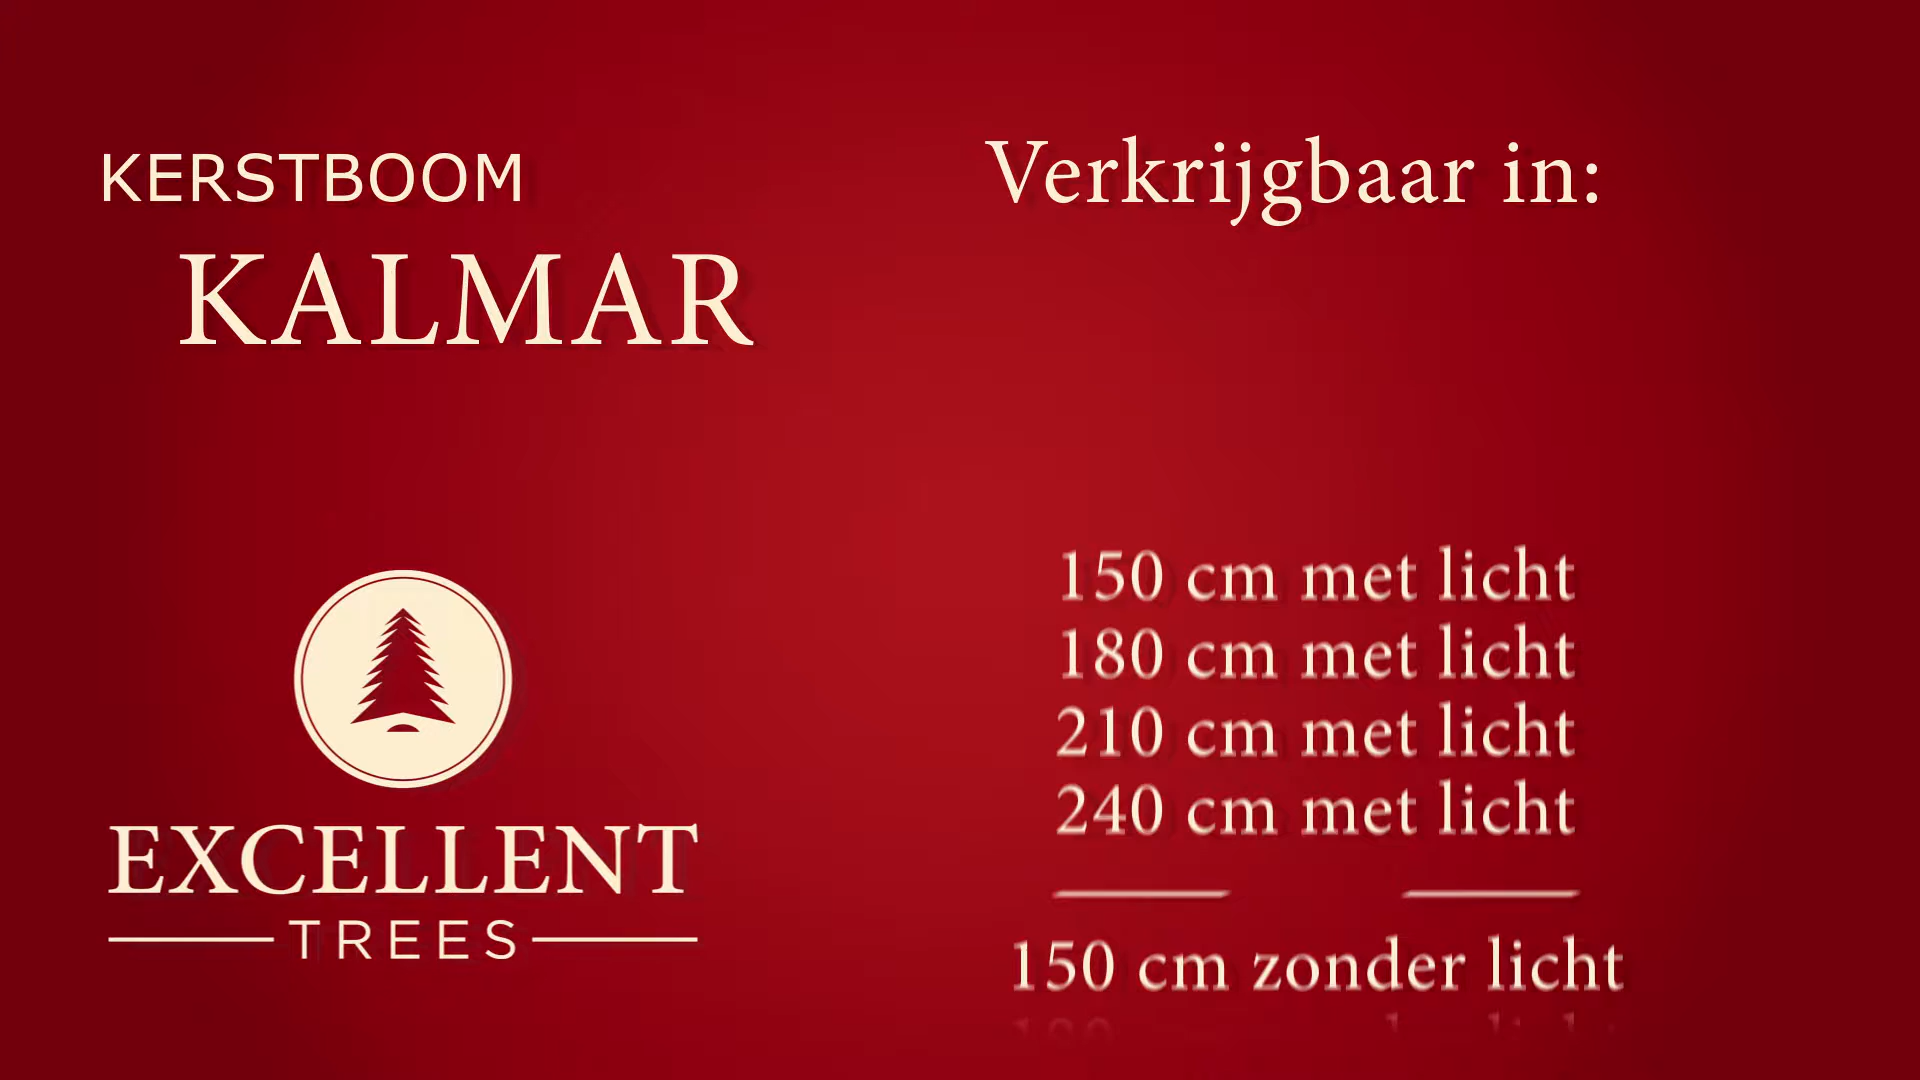 KERSTBOOM
KALMAR
EXCELLENT
TREES
Verkrijgbaar in:
150 cm met licht
180 cm met licht
210 cm met licht
240 cm met licht
150 cm zonder licht